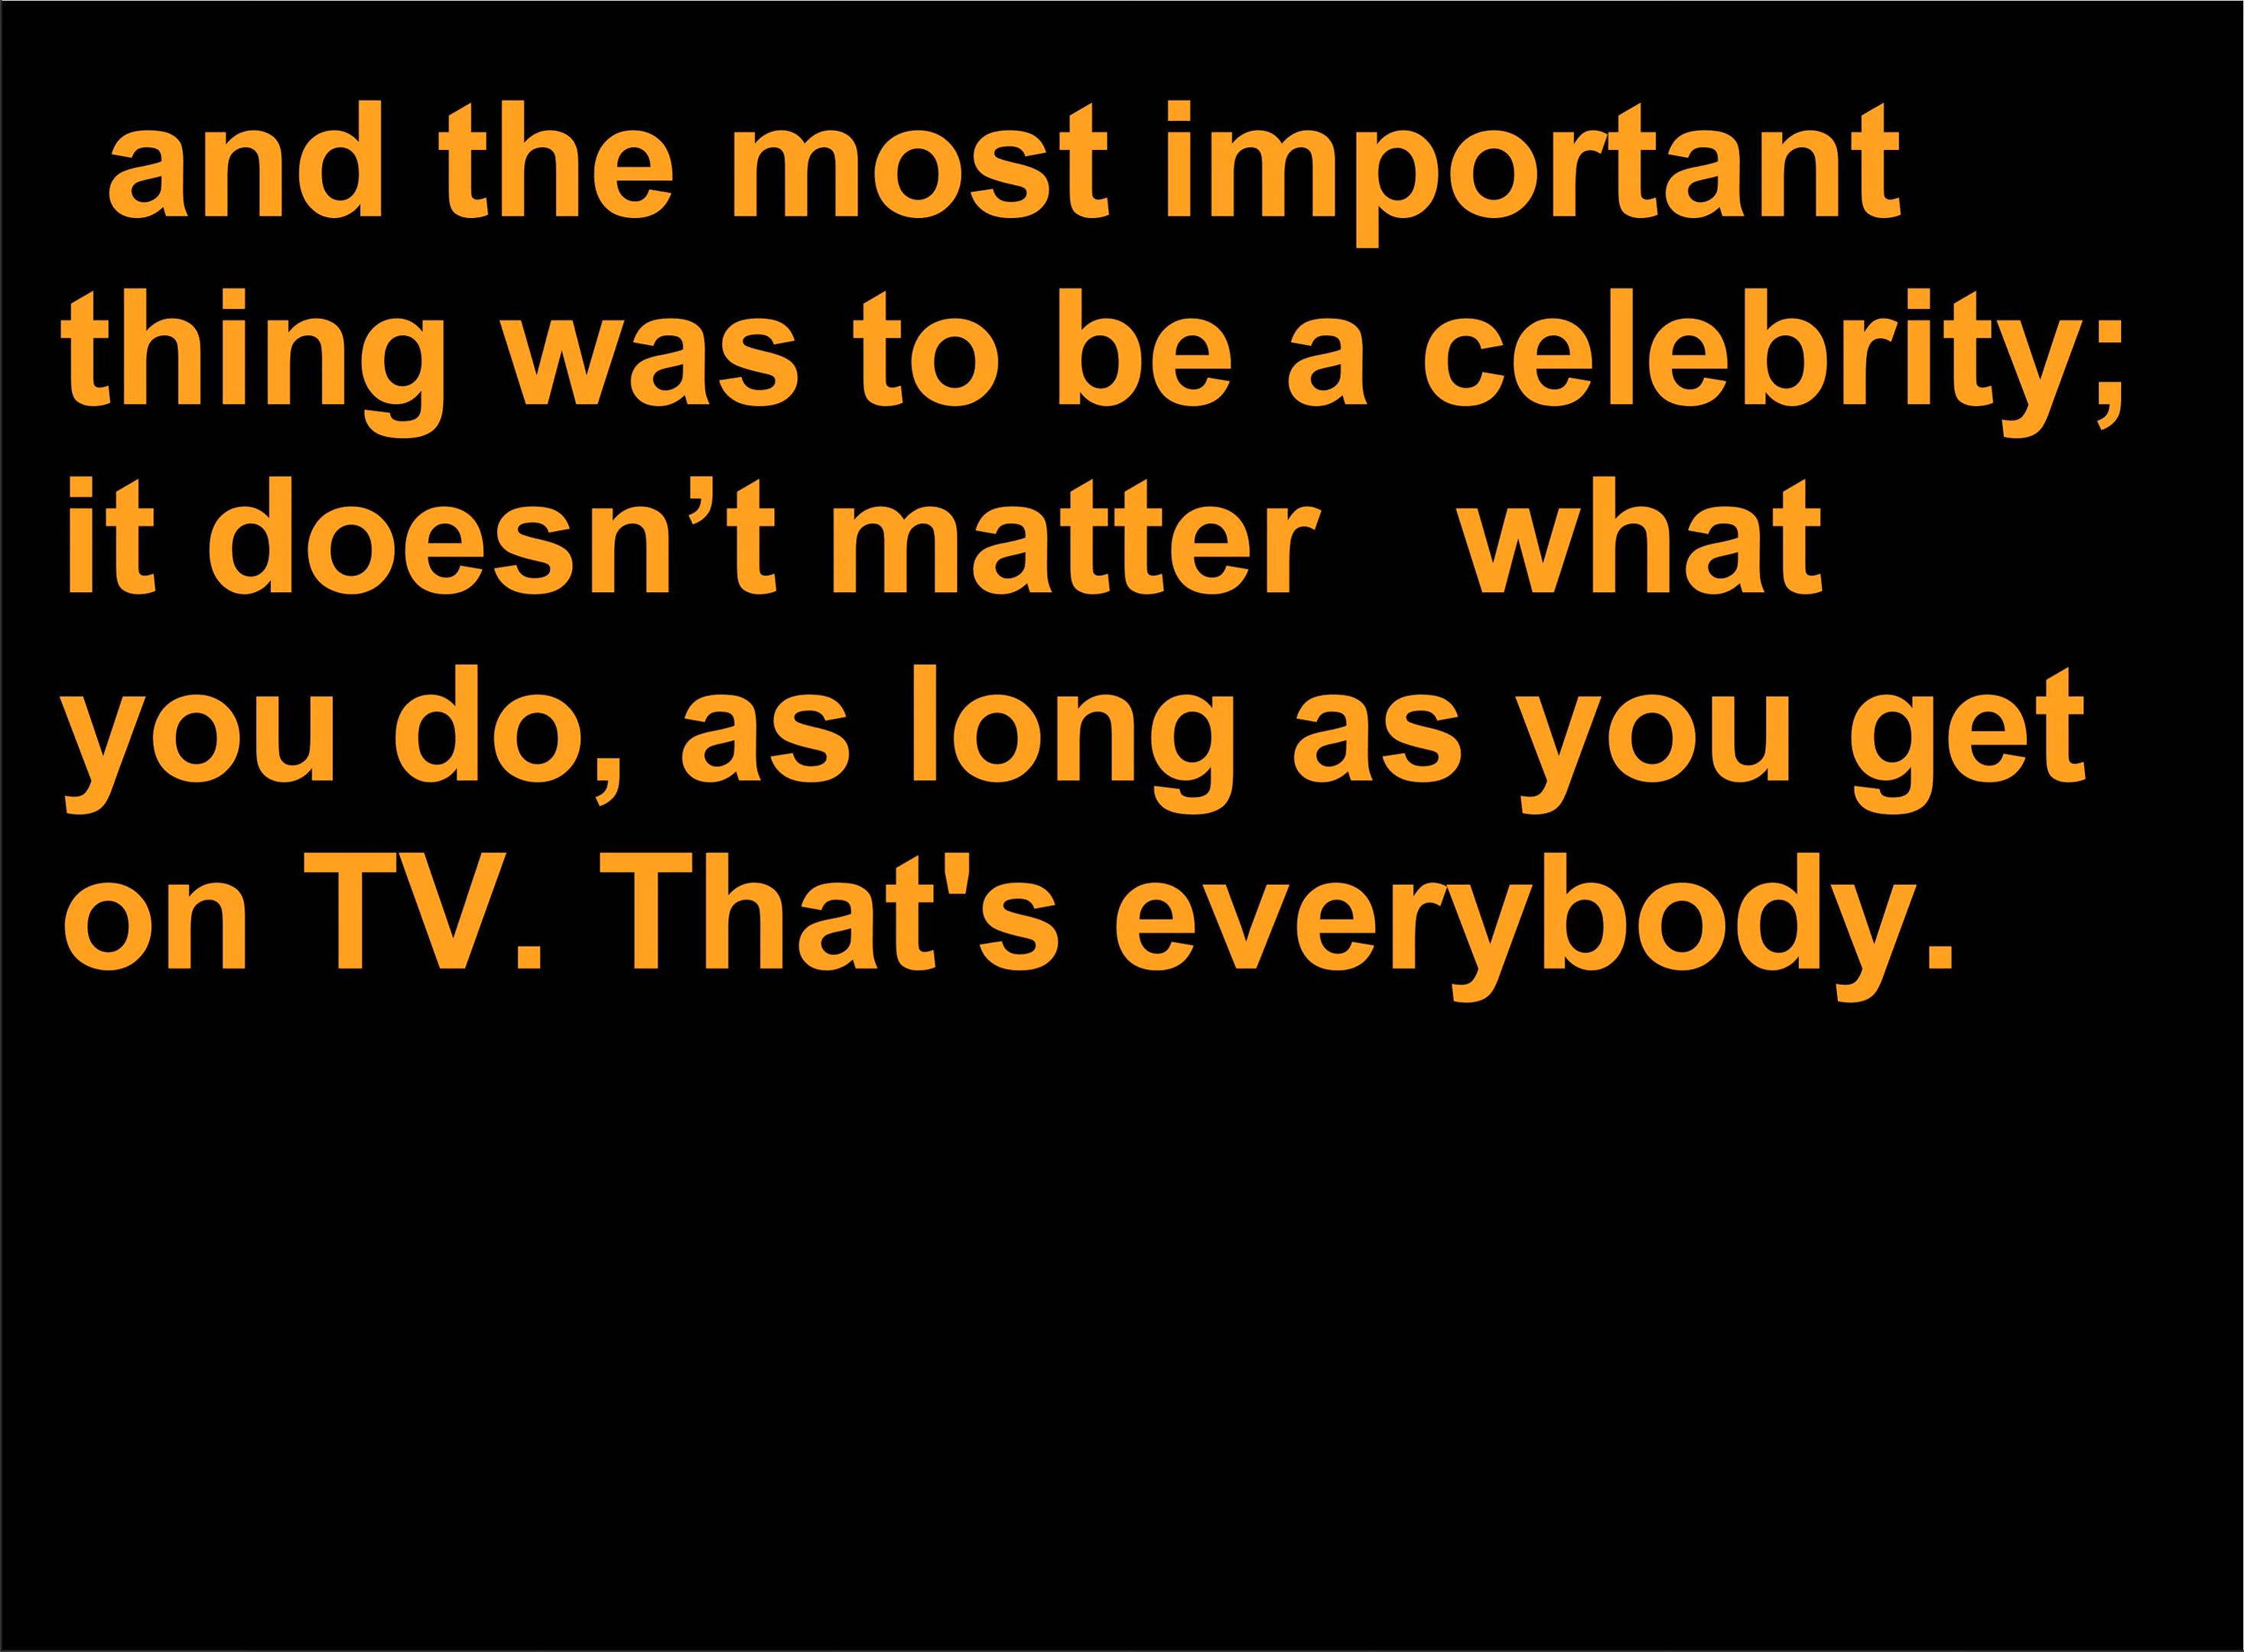 and the most important
thing was to be a celebrity;
it doesn’t matter   what
you do, as long as you get
on TV. That's everybody.